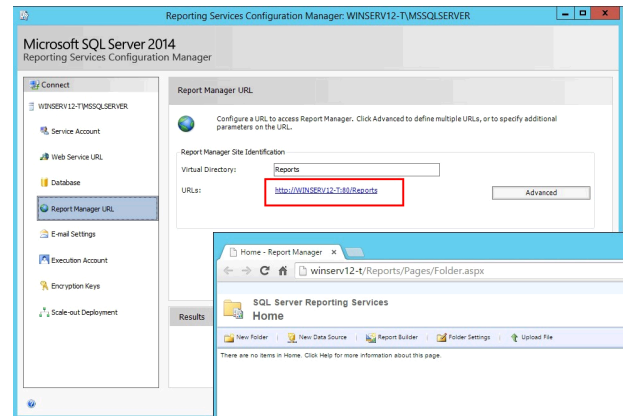 Reporting Services Configuration Manager: WINSERV12-T\MSSQLSERVER
Microsoft SQL Server 2014
Reporting Services Configuration Manager
Connect
WINSERV12-T\MSSQLSERVER
Service Account
Web Service URL
Database
Report Manager URL
E-mail Settings
Execution Account
Encryption Keys
Scale-out Deployment
Report Manager URL
Configure a URL to access Report Manager. Click Advanced to define multiple URLs, or to specify additional
parameters on the URL.
Report Manager Site Identification
Virtual Directory: Reports
URLs: http://WINSERV12-T:80/Reports
Advanced
Results
Home - Report Manager
winserv12-t/Reports/Pages/Folder.aspx
SQL Server Reporting Services
Home
New Folder New Data Source Report Builder Folder Settings Upload File
There are no items in Home. Click Help for more information about this page.